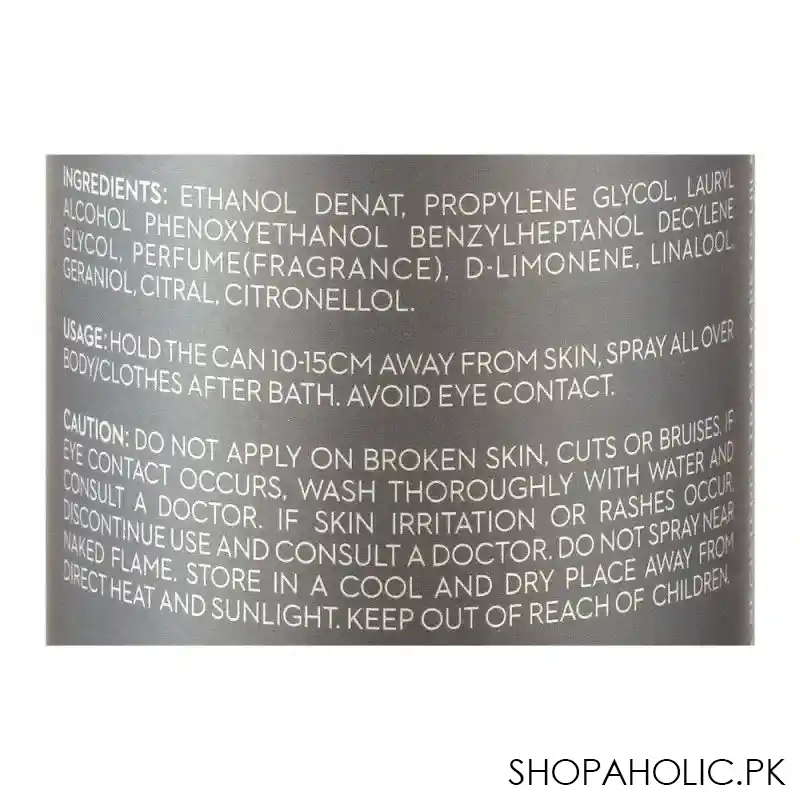 INGREDIENTS: ETHANOL DENAT, PROPYLENE GLYCOL, LAURYL
ALCOHOL PHENOXYETHANOL BENZYLHEPTANOL DECYLENE
GLYCOL, PERFUME(FRAGRANCE), D-LIMONENE, LINALOOL,
GERANIOL, CITRAL, CITRONELLOL.
USAGE: HOLD THE CAN 10-15CM AWAY FROM SKIN, SPRAY ALL OVER
BODY/CLOTHES AFTER BATH. AVOID EYE CONTACT.
CAUTION: DO NOT APPLY ON BROKEN SKIN, CUTS OR BRUISES. IF
EYE CONTACT OCCURS, WASH THOROUGHLY WITH WATER AND
CONSULT A DOCTOR. IF SKIN IRRITATION OR RASHES OCCUR,
DISCONTINUE USE AND CONSULT A DOCTOR. DO NOT SPRAY NEAR
NAKED FLAME. STORE IN A COOL AND DRY PLACE AWAY FROM
DIRECT HEAT AND SUNLIGHT. KEEP OUT OF REACH OF CHILDREN.
SHOPAHOLIC.PK